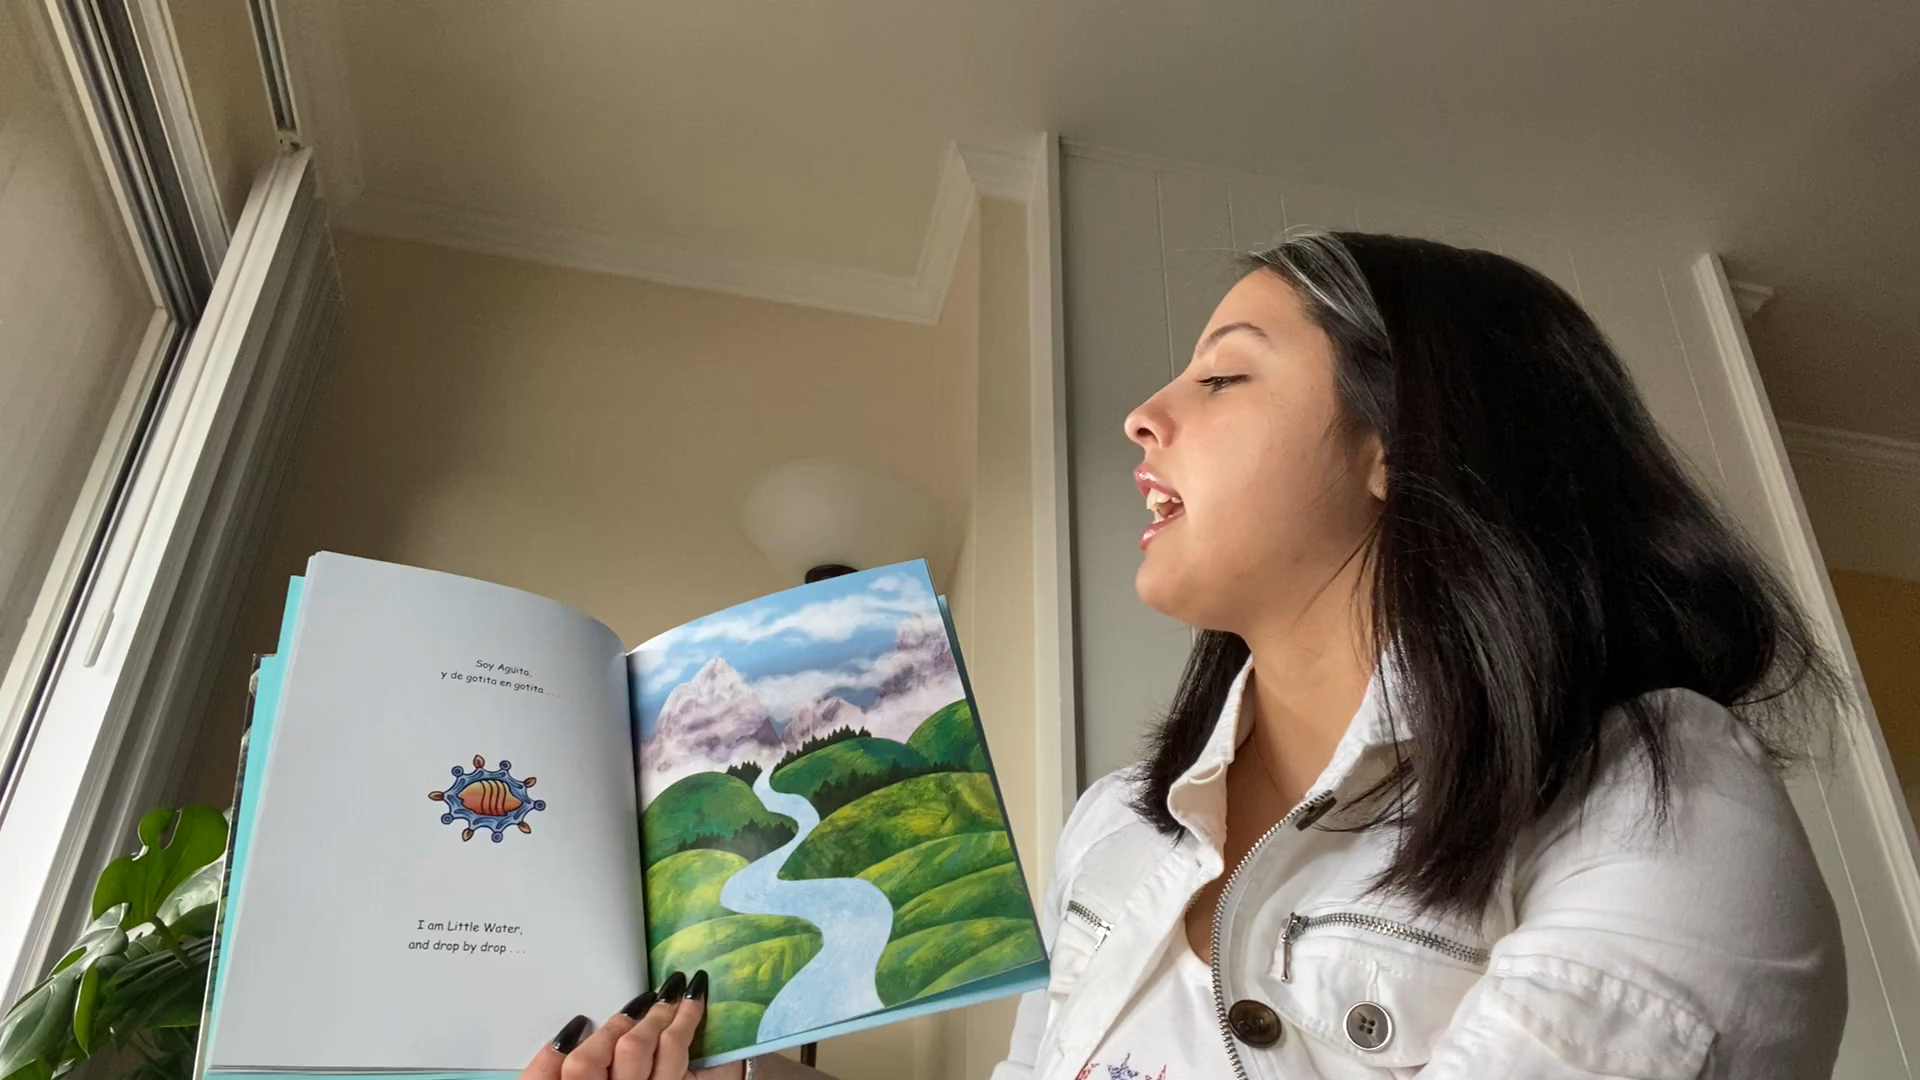 Soy Agüita,
y de gotita en gotita . . .
I am Little Water,
and drop by drop . . .